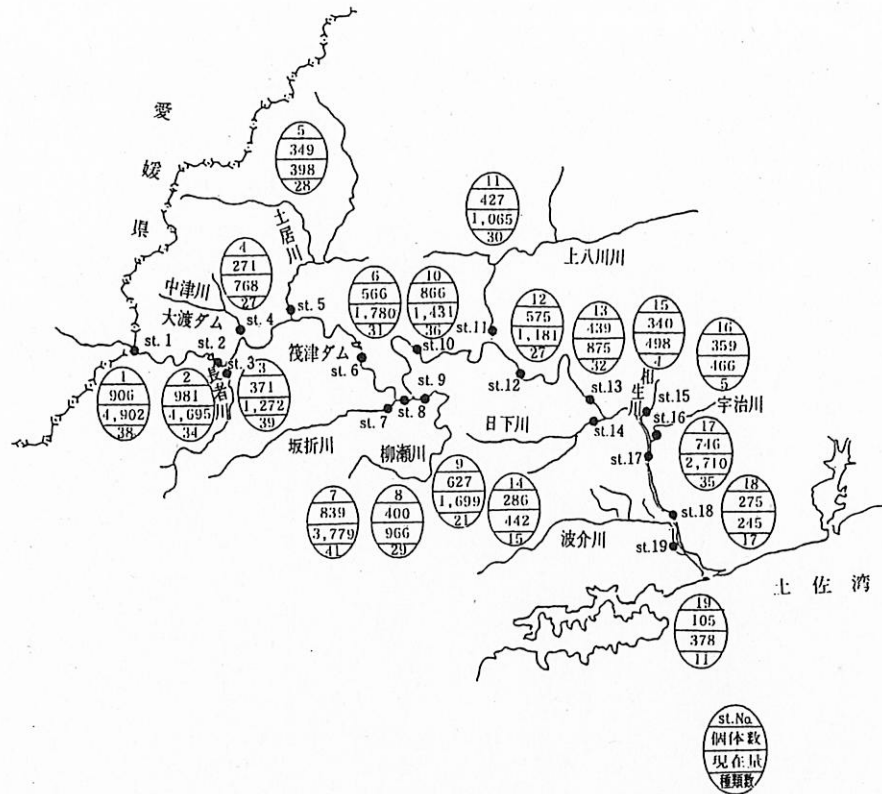 愛媛県
5
349
398
28
土居川
11
427
1,065
30
上八川川
中津川
4
271
768
27
大渡ダム
st. 4
st. 5
6
566
1,780
31
10
866
1,431
36
st.11
12
575
1,181
27
13
439
875
32
15
340
498
4
16
359
466
5
st. 1
st. 2
st. 3
長者川
筏津ダム
st. 6
st.10
st. 9
st.12
st.13
相生川
st.15
st.16
宇治川
1
906
4,902
38
2
981
4,695
34
3
371
1,272
39
坂折川
st. 7
st. 8
柳瀬川
日下川
st.14
st.17
17
746
2,710
35
7
839
3,779
41
8
400
966
29
9
627
1,699
21
14
286
442
15
波介川
st.18
18
275
245
17
st.19
土佐湾
19
105
378
11
st.No
個体数
現在量
種類数